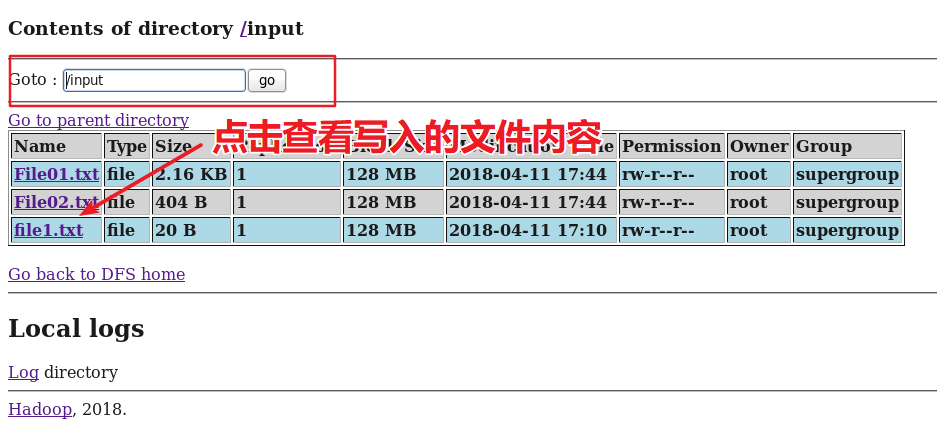 Contents of directory /input
Goto : /input go
Go to parent directory
点击查看写入的文件内容
Name Type Size Permission Owner Group
File01.txt file 2.16 KB 1 128 MB 2018-04-11 17:44 rw-r--r-- root supergroup
File02.txt file 404 B 1 128 MB 2018-04-11 17:44 rw-r--r-- root supergroup
file1.txt file 20 B 1 128 MB 2018-04-11 17:10 rw-r--r-- root supergroup
Go back to DFS home
Local logs
Log directory
Hadoop, 2018.